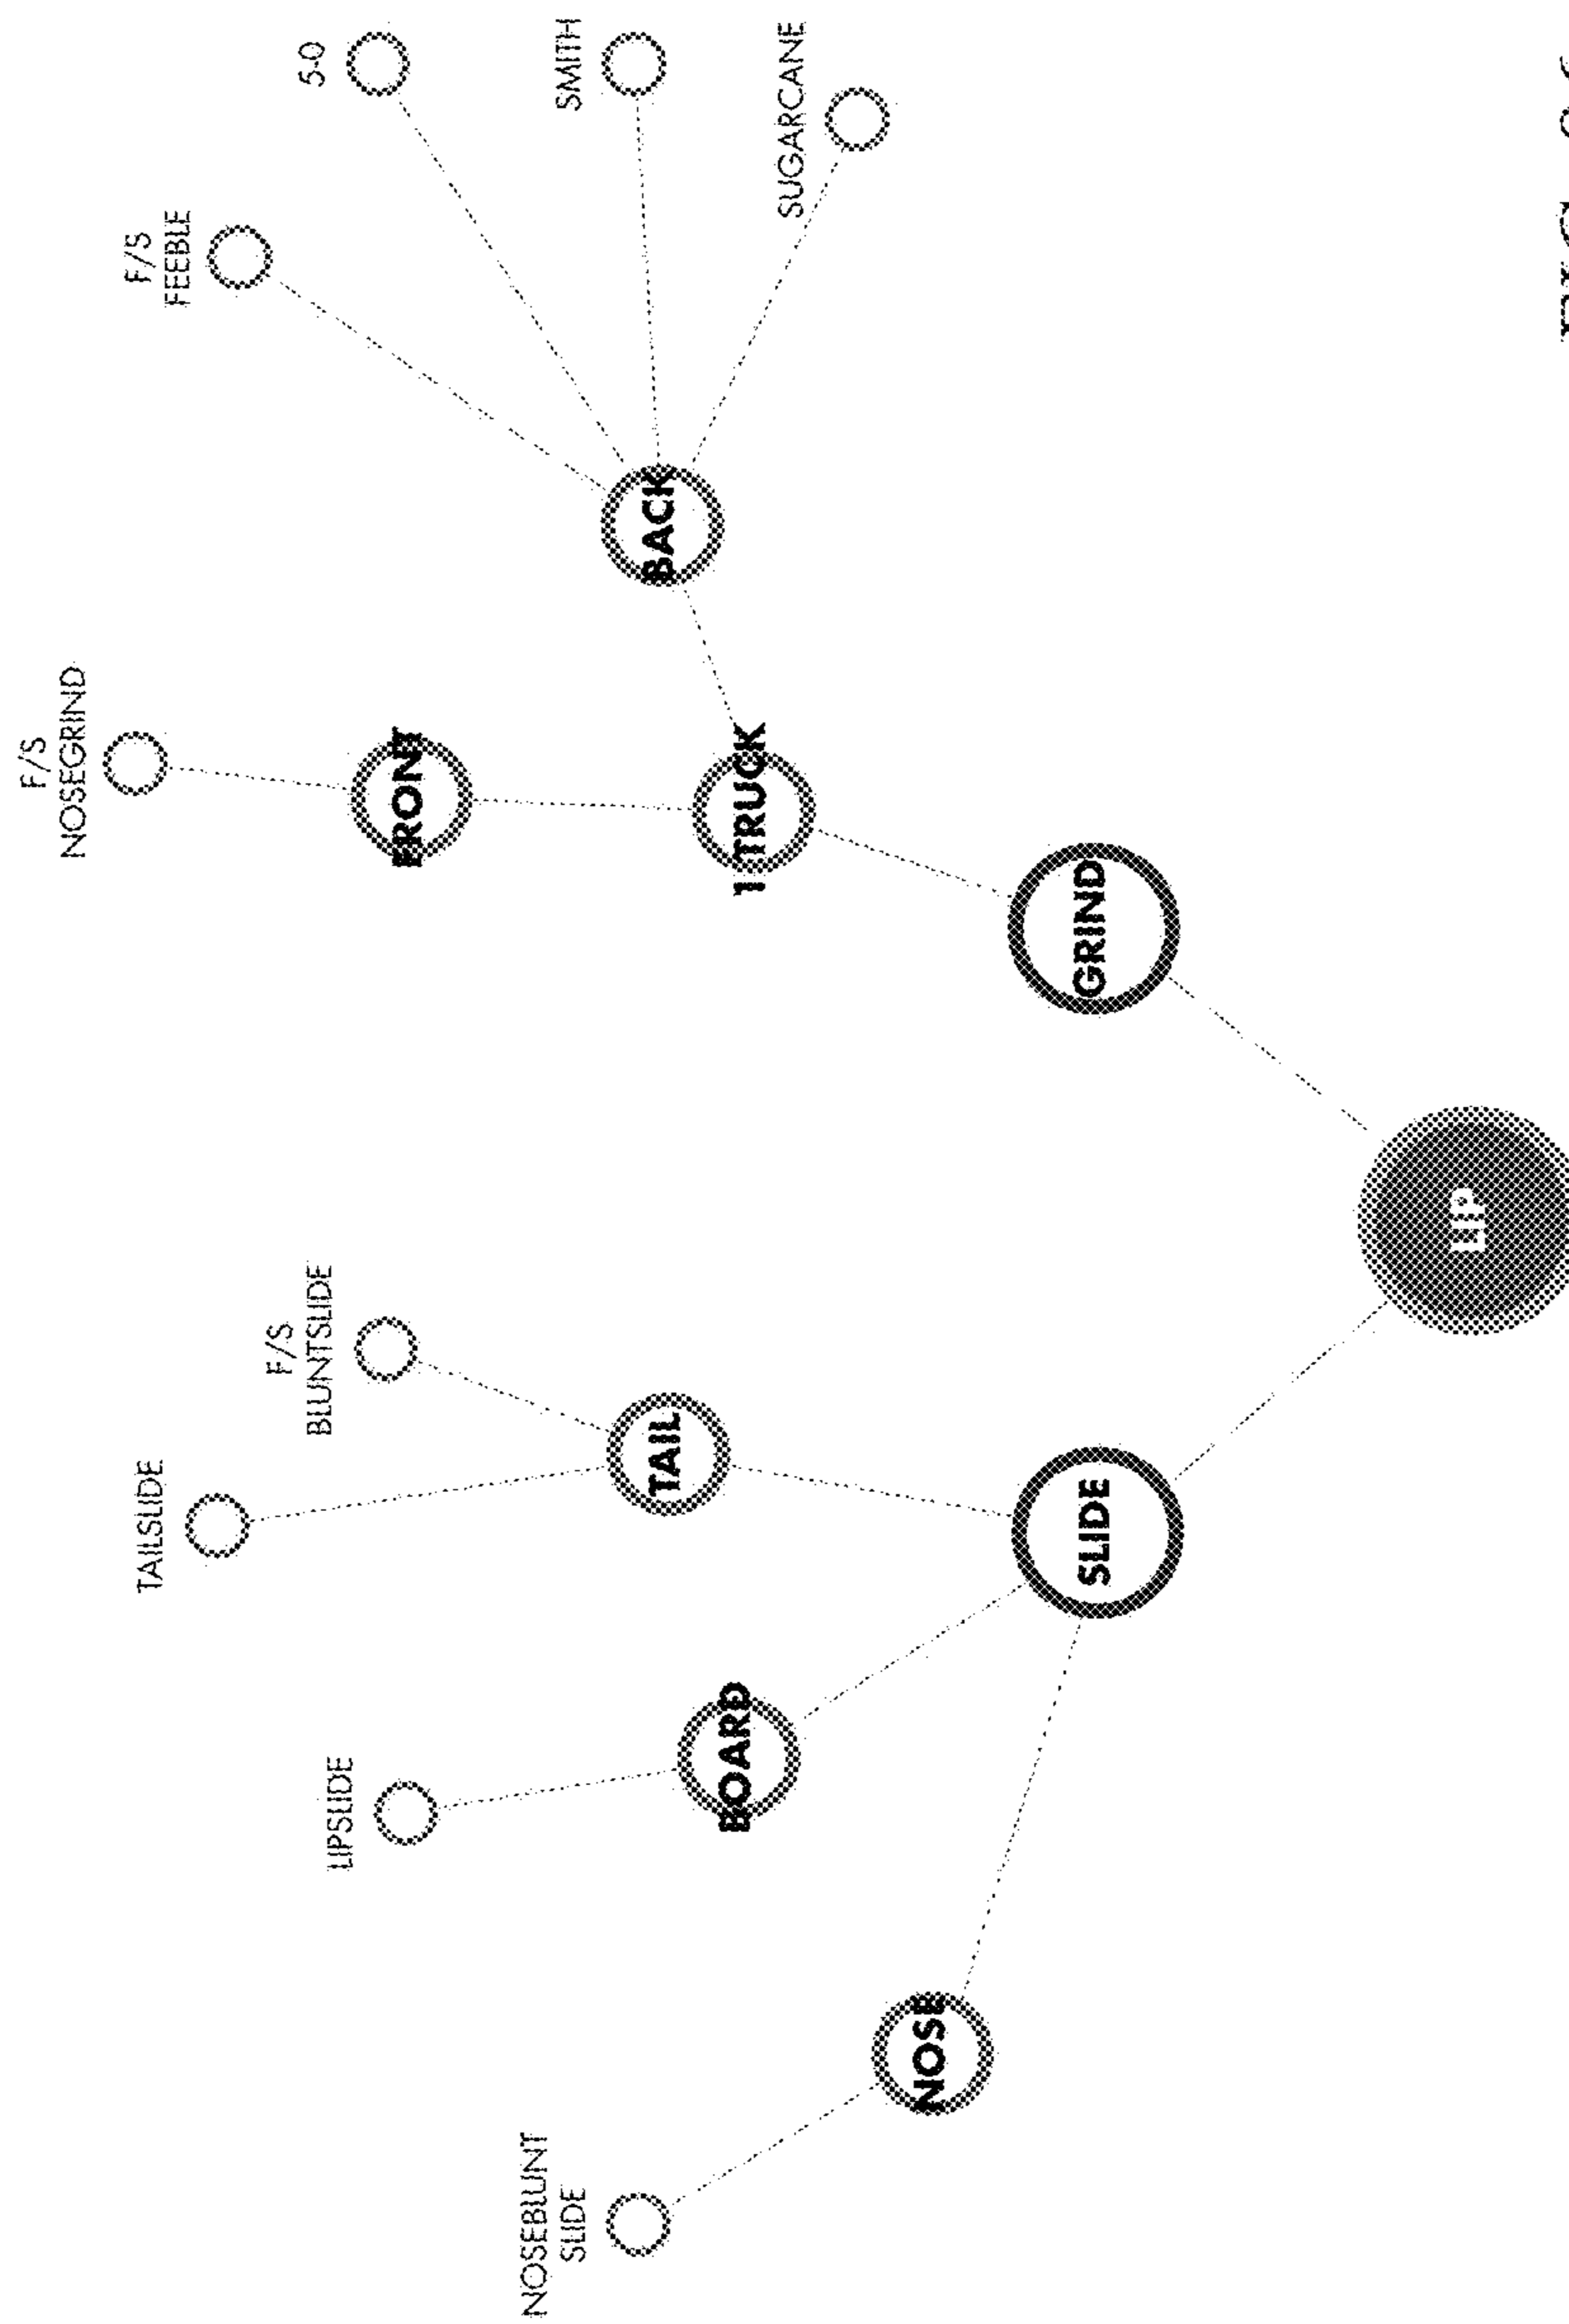 F/S
NOSEGRIND
TAILSLIDE
F/S
FEEBLE
F/S
BLUNTSLIDE
5-0
LIPSLIDE
FRONT
NOSEBLUNT
SLIDE
SMITH
TAIL
BACK
BOARD
1 TRUCK
SUGARCANE
NOSE
SLIDE
GRIND
LIP